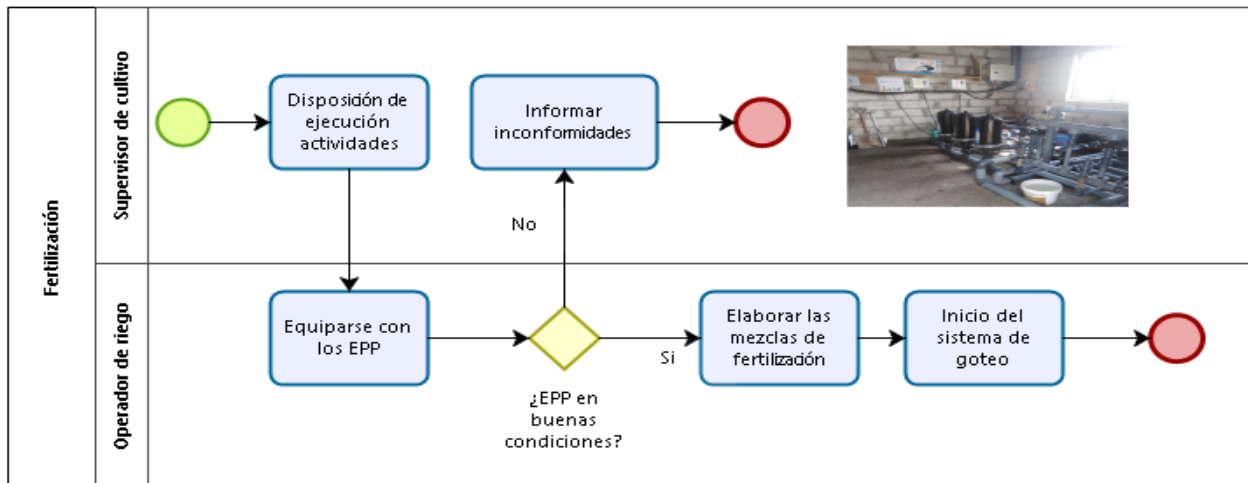 Fertilización
Supervisor de cultivo
Disposición de
ejecución
actividades
Informar
inconformidades
No
Operador de riego
Equiparse con
los EPP
¿EPP en
buenas
condiciones?
Si
Elaborar las
mezclas de
fertilización
Inicio del
sistema de
goteo